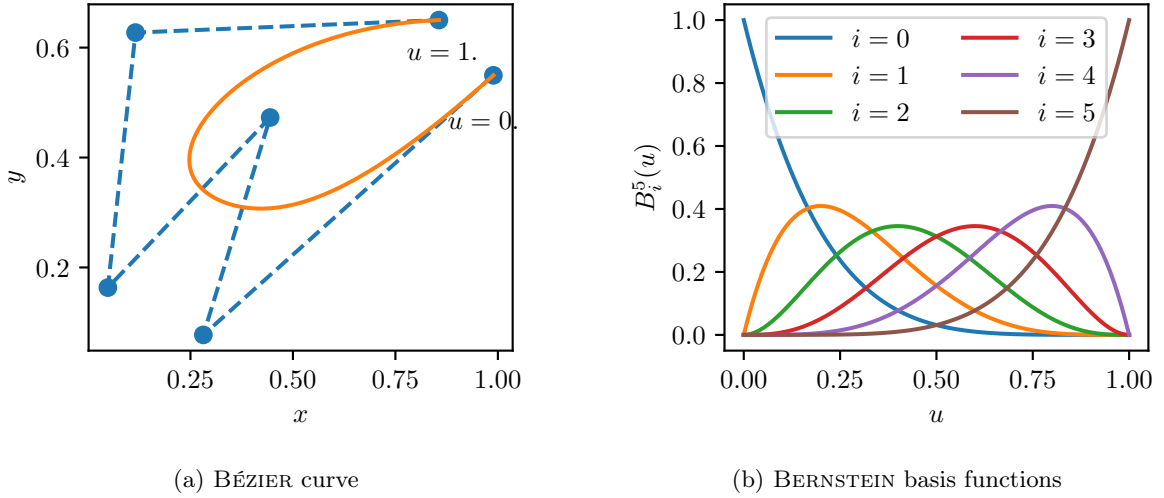 0.6
0.4
0.2
y
u = 1.
u = 0.
0.25 0.50 0.75 1.00
x
(a) BÉZIER curve
1.0
0.8
0.6
0.4
0.2
0.0
B_i^5(u)
i = 0 i = 3
i = 1 i = 4
i = 2 i = 5
0.00 0.25 0.50 0.75 1.00
u
(b) BERNSTEIN basis functions